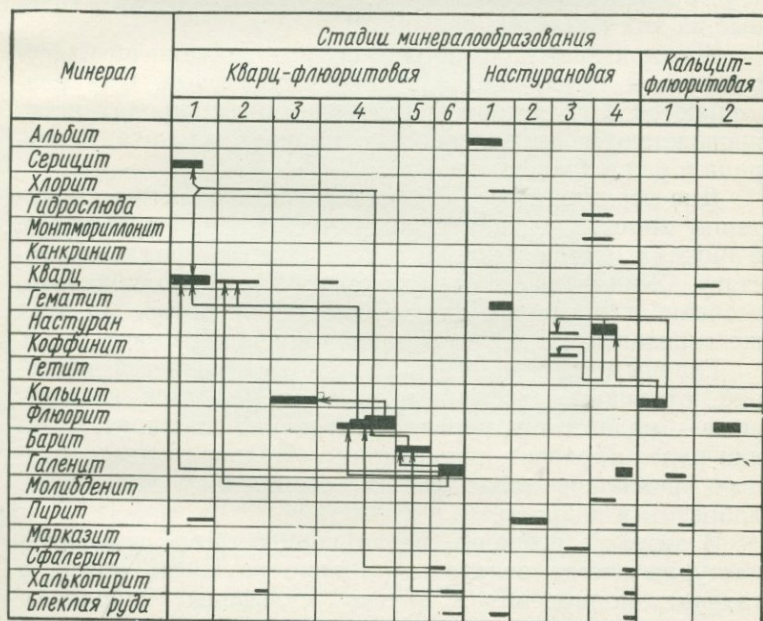 Стадии минералообразования
Минерал
Кварц-флюоритовая
Настурановая
Кальцит-
флюоритовая
1 2 3 4 5 6 1 2 3 4 1 2
Альбит
Серицит
Хлорит
Гидрослюда
Монтмориллонит
Канкринит
Кварц
Гематит
Настуран
Коффинит
Гетит
Кальцит
Флюорит
Барит
Галенит
Молибденит
Пирит
Марказит
Сфалерит
Халькопирит
Блеклая руда